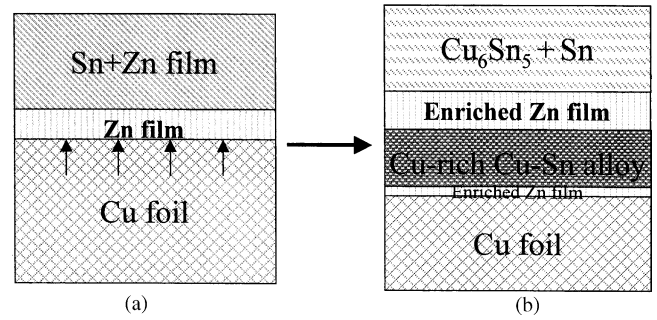 Sn+Zn film
Zn film
Cu foil
(a)
Cu₆Sn₅ + Sn
Enriched Zn film
Cu-rich Cu-Sn alloy
Enriched Zn film
Cu foil
(b)